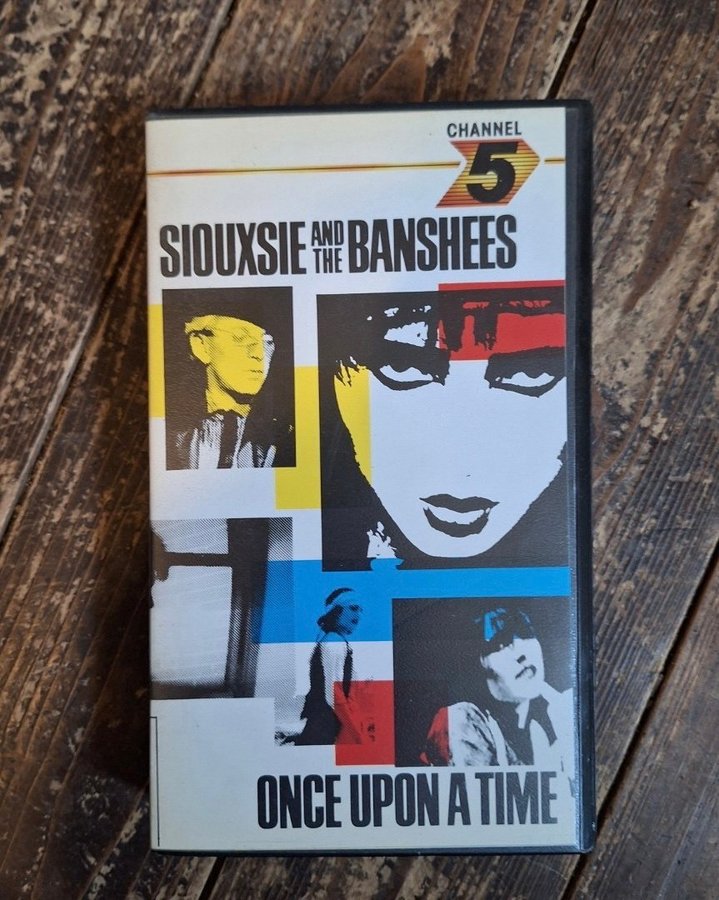 CHANNEL
5
SIOUXSIE AND THE BANSHEES
ONCE UPON A TIME